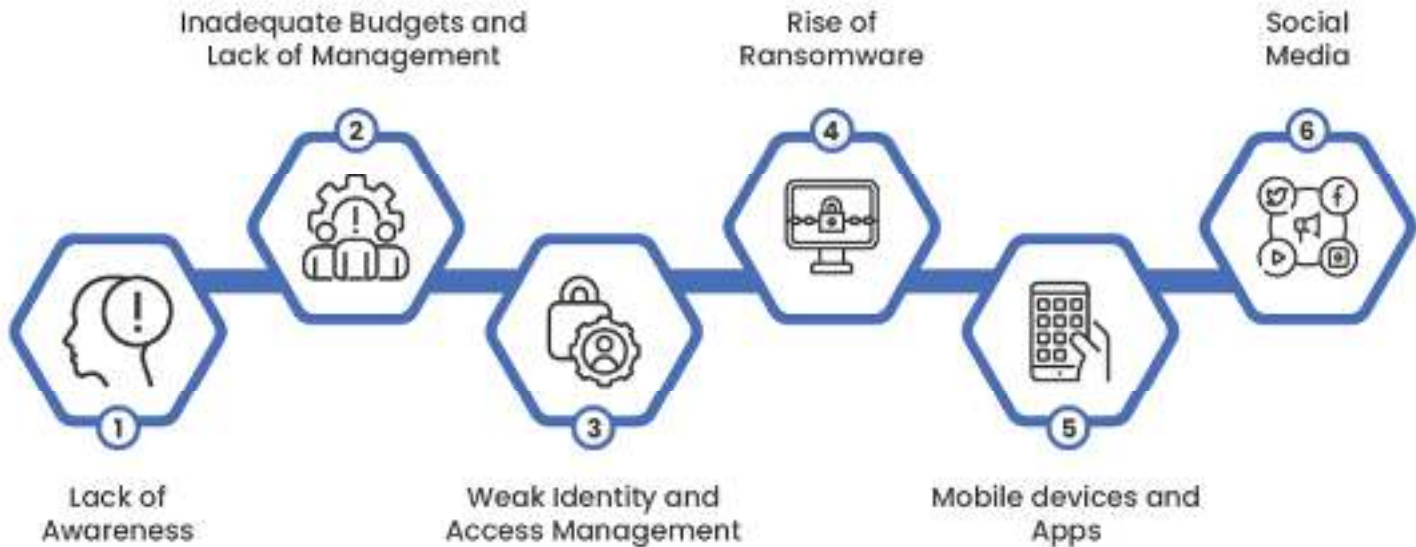 Inadequate Budgets and
Lack of Management
Rise of
Ransomware
Social
Media
2
4
6
!
!
1
3
5
Lack of
Awareness
Weak Identity and
Access Management
Mobile devices and
Apps